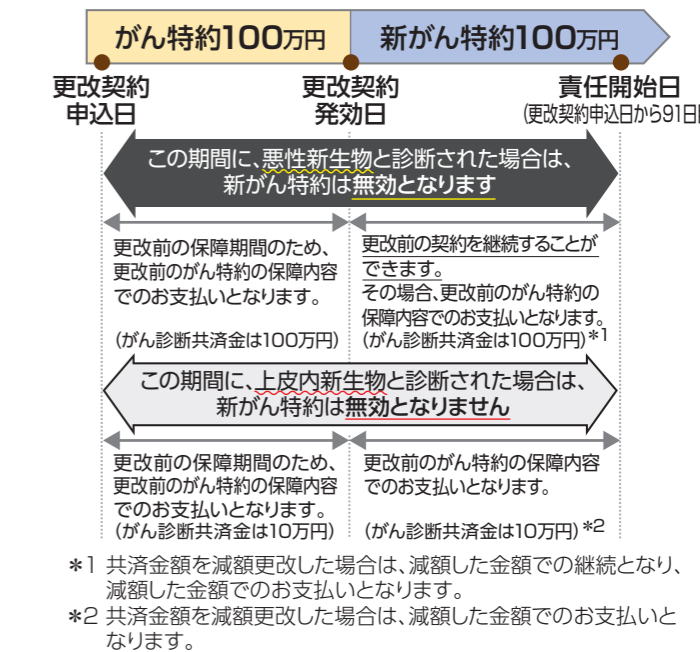 がん特約100万円 新がん特約100万円
更改契約 更改契約 責任開始日
申込日 発効日 (更改契約申込日から91日
この期間に、悪性新生物と診断された場合は、
新がん特約は無効となります
更改前の保障期間のため、
更改前のがん特約の保障内容
でのお支払いとなります。
(がん診断共済金は100万円)
更改前の契約を継続することが
できます。
その場合、更改前のがん特約の
保障内容でのお支払いとなります。
(がん診断共済金は100万円)*1
この期間に、上皮内新生物と診断された場合は、
新がん特約は無効となりません
更改前の保障期間のため、
更改前のがん特約の保障内容
でのお支払いとなります。
(がん診断共済金は10万円)
更改前のがん特約の保障内容
でのお支払いとなります。
(がん診断共済金は10万円)*2
*1 共済金額を減額更改した場合は、減額した金額での継続となり、
減額した金額でのお支払いとなります。
*2 共済金額を減額更改した場合は、減額した金額でのお支払いと
なります。